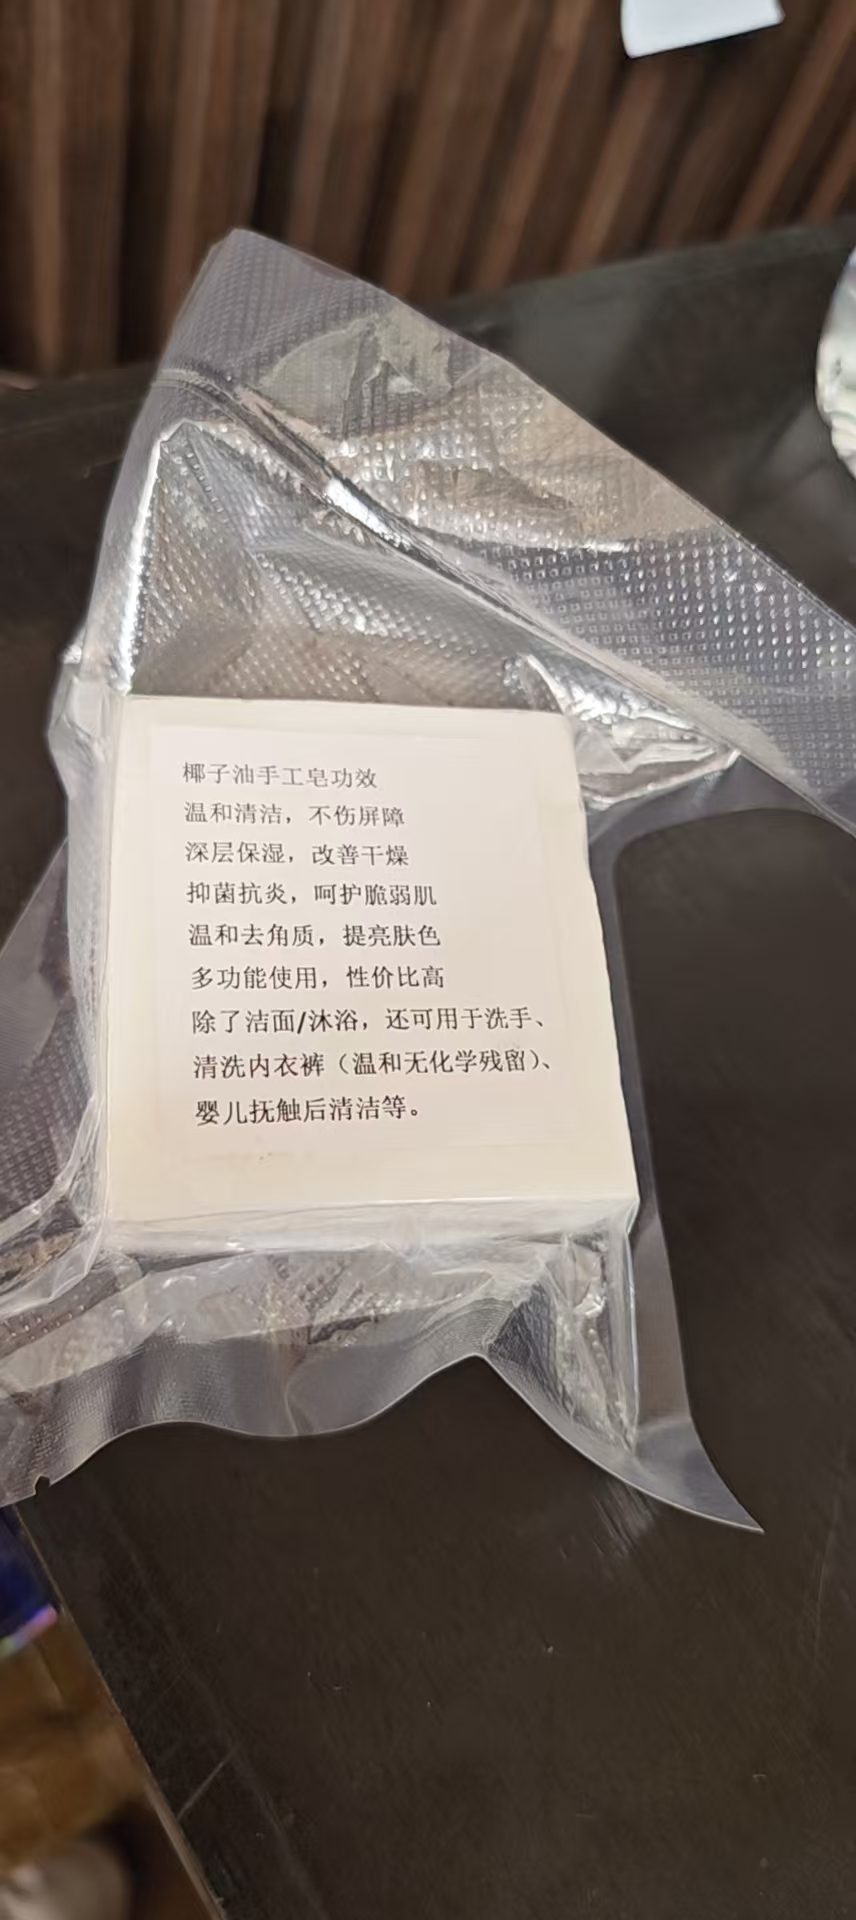 椰子油手工皂功效
温和清洁，不伤屏障
深层保湿，改善干燥
抑菌抗炎，呵护脆弱肌
温和去角质，提亮肤色
多功能使用，性价比高
除了洁面/沐浴，还可用于洗手、
清洗内衣裤（温和无化学残留）、
婴儿抚触后清洁等。